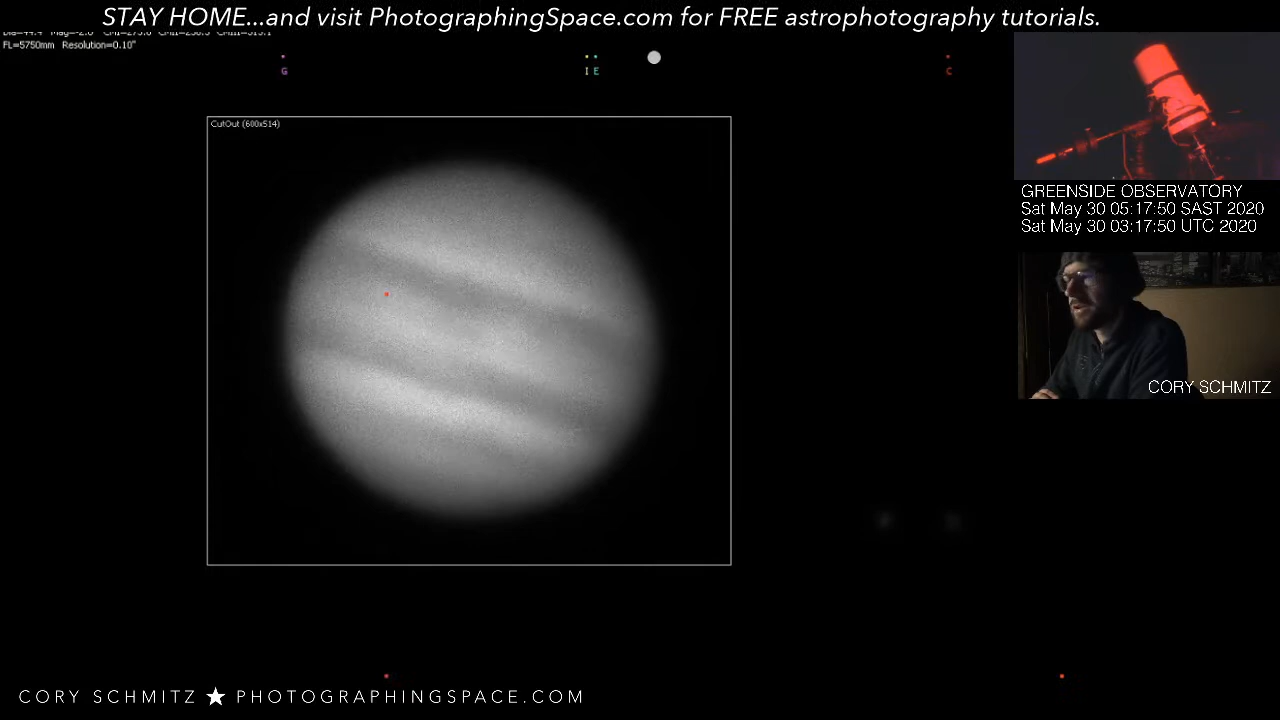 STAY HOME...and visit PhotographingSpace.com for FREE astrophotography tutorials.
FL=5750mm Resolution=0.10"
G
I E
C
CutOut (600x514)
GREENSIDE OBSERVATORY
Sat May 30 05:17:50 SAST 2020
Sat May 30 03:17:50 UTC 2020
CORY SCHMITZ
CORY SCHMITZ ★ PHOTOGRAPHINGSPACE.COM